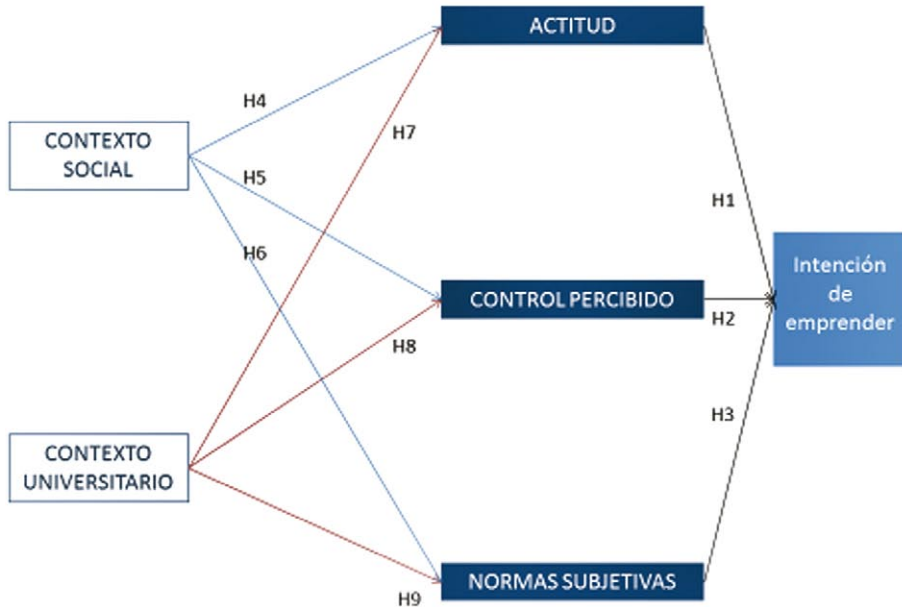 ACTITUD
H4
H7
CONTEXTO
SOCIAL
H5
H1
H6
Intención
de
emprender
CONTROL PERCIBIDO
H2
H8
H3
CONTEXTO
UNIVERSITARIO
NORMAS SUBJETIVAS
H9